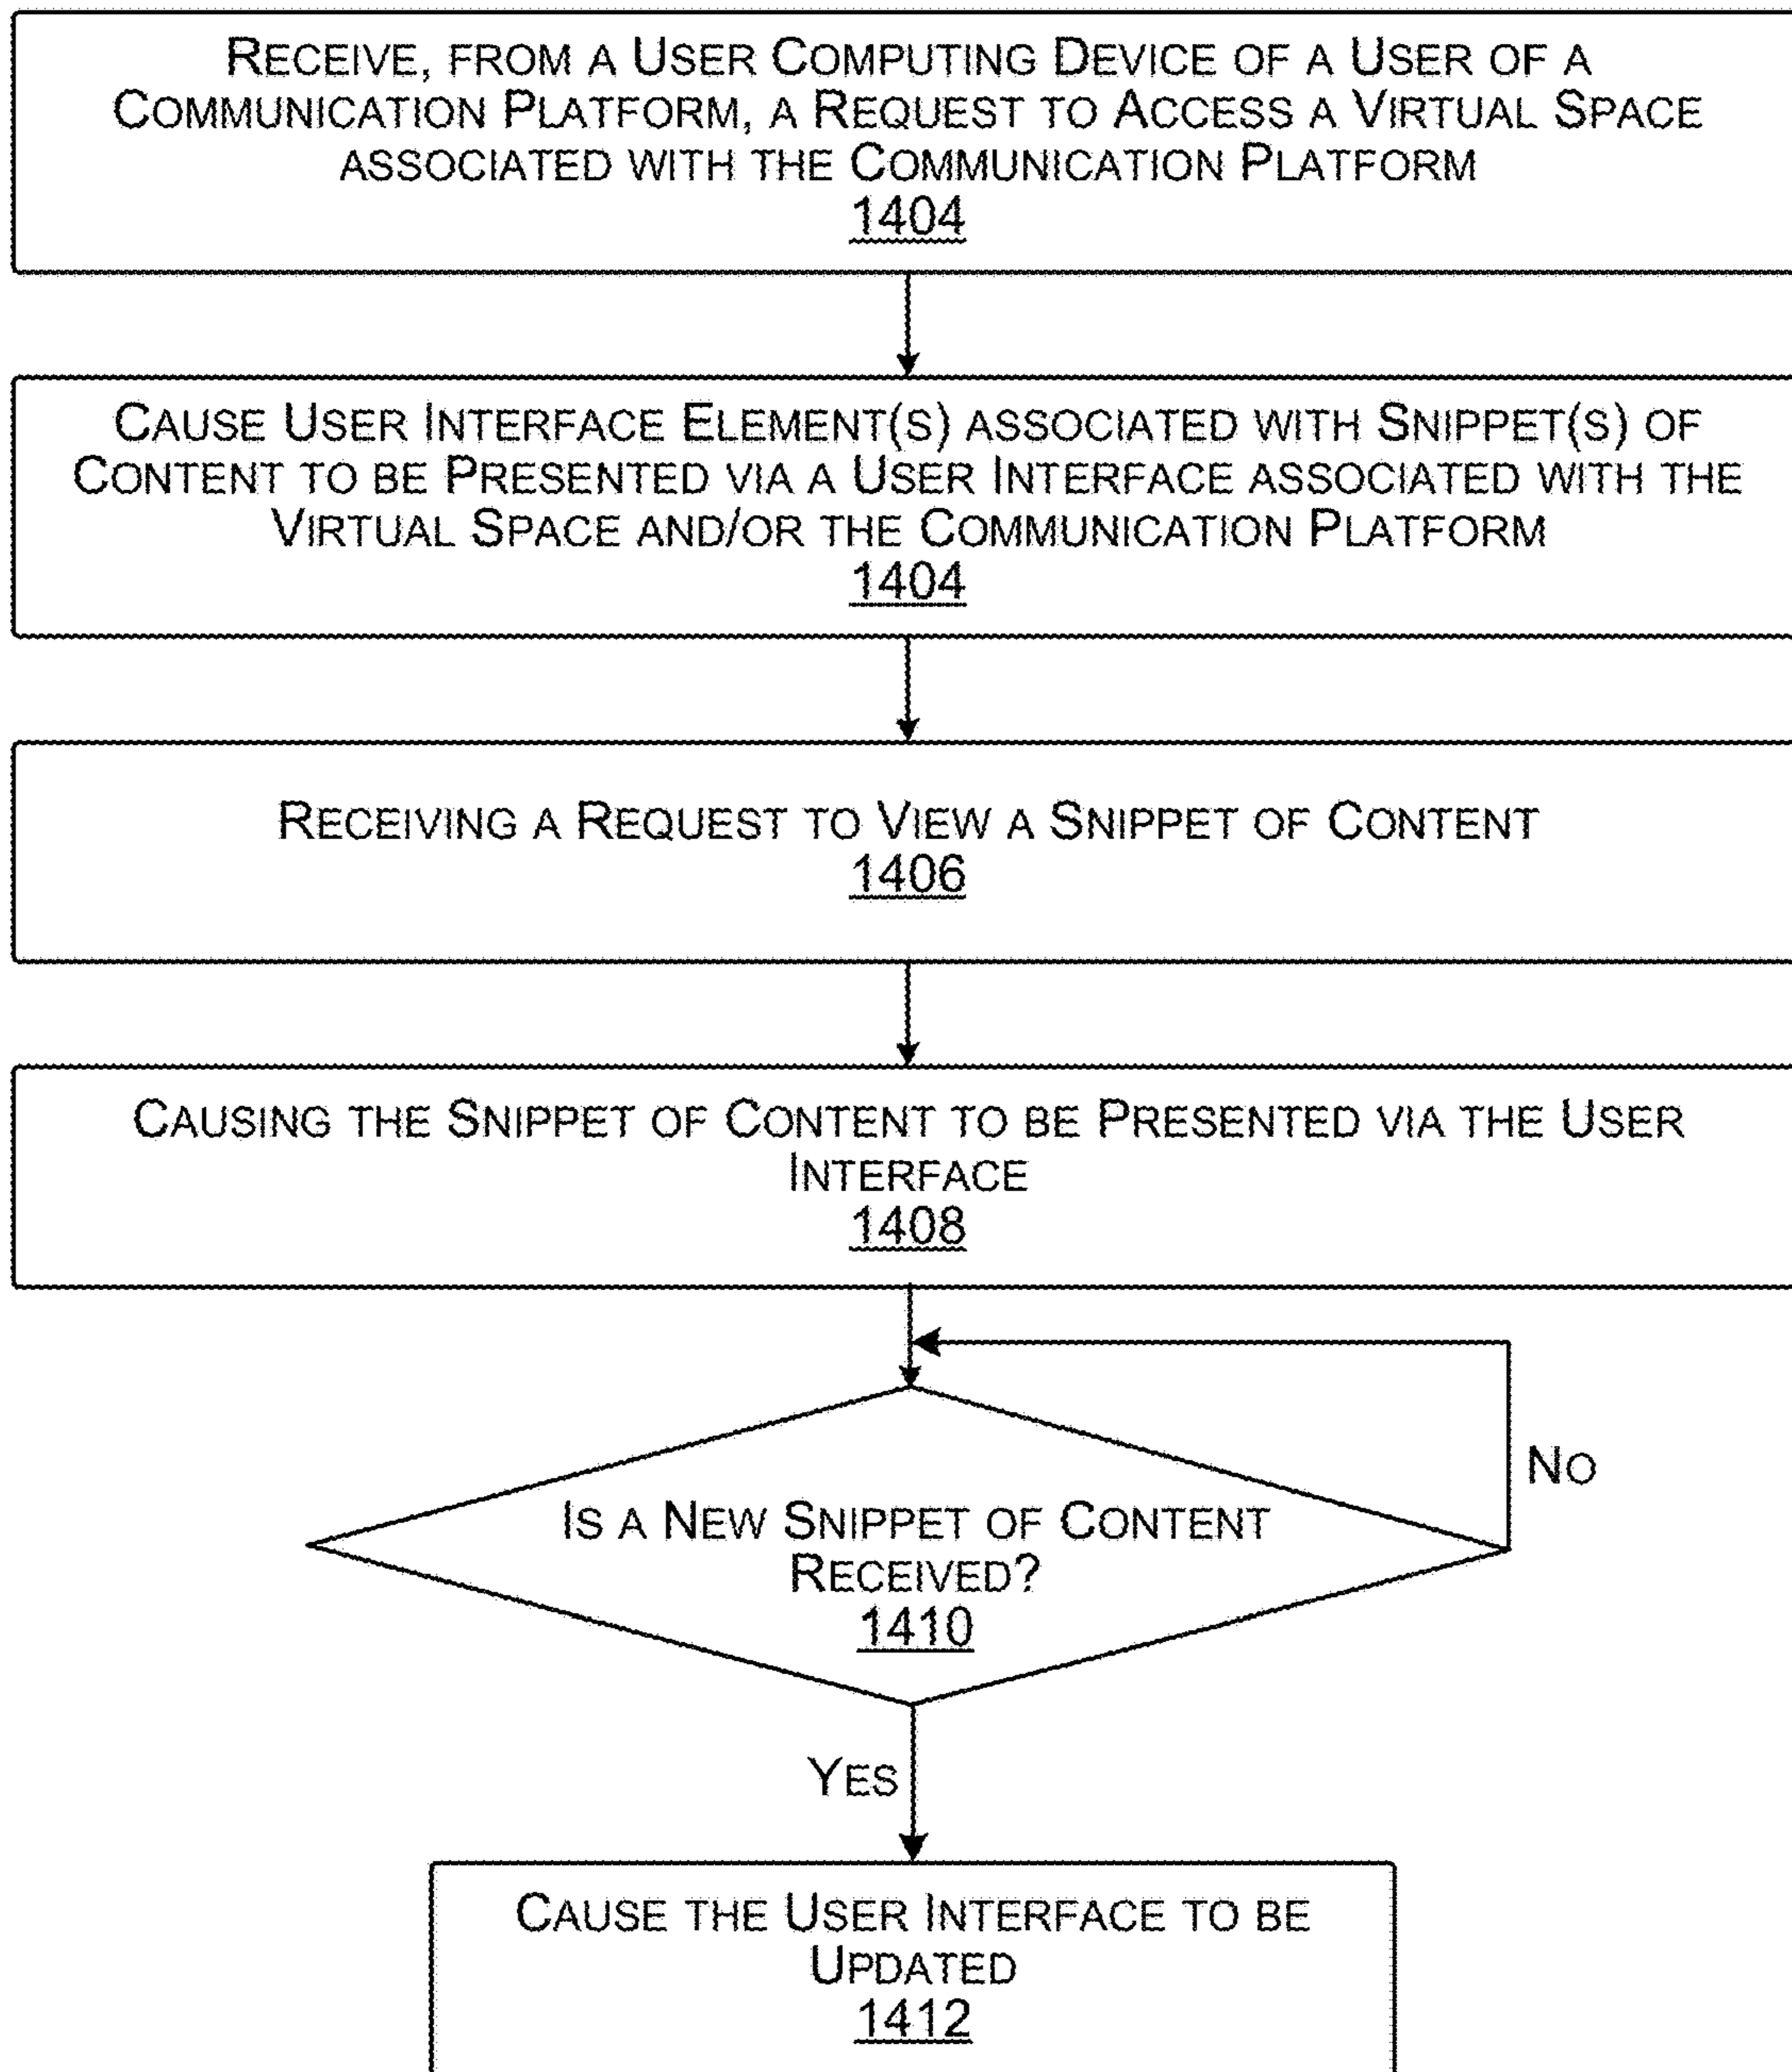 RECEIVE, FROM A USER COMPUTING DEVICE OF A USER OF A
COMMUNICATION PLATFORM, A REQUEST TO ACCESS A VIRTUAL SPACE
ASSOCIATED WITH THE COMMUNICATION PLATFORM
1404
CAUSE USER INTERFACE ELEMENT(S) ASSOCIATED WITH SNIPPET(S) OF
CONTENT TO BE PRESENTED VIA A USER INTERFACE ASSOCIATED WITH THE
VIRTUAL SPACE AND/OR THE COMMUNICATION PLATFORM
1404
RECEIVING A REQUEST TO VIEW A SNIPPET OF CONTENT
1406
CAUSING THE SNIPPET OF CONTENT TO BE PRESENTED VIA THE USER
INTERFACE
1408
NO
IS A NEW SNIPPET OF CONTENT
RECEIVED?
1410
YES
CAUSE THE USER INTERFACE TO BE
UPDATED
1412